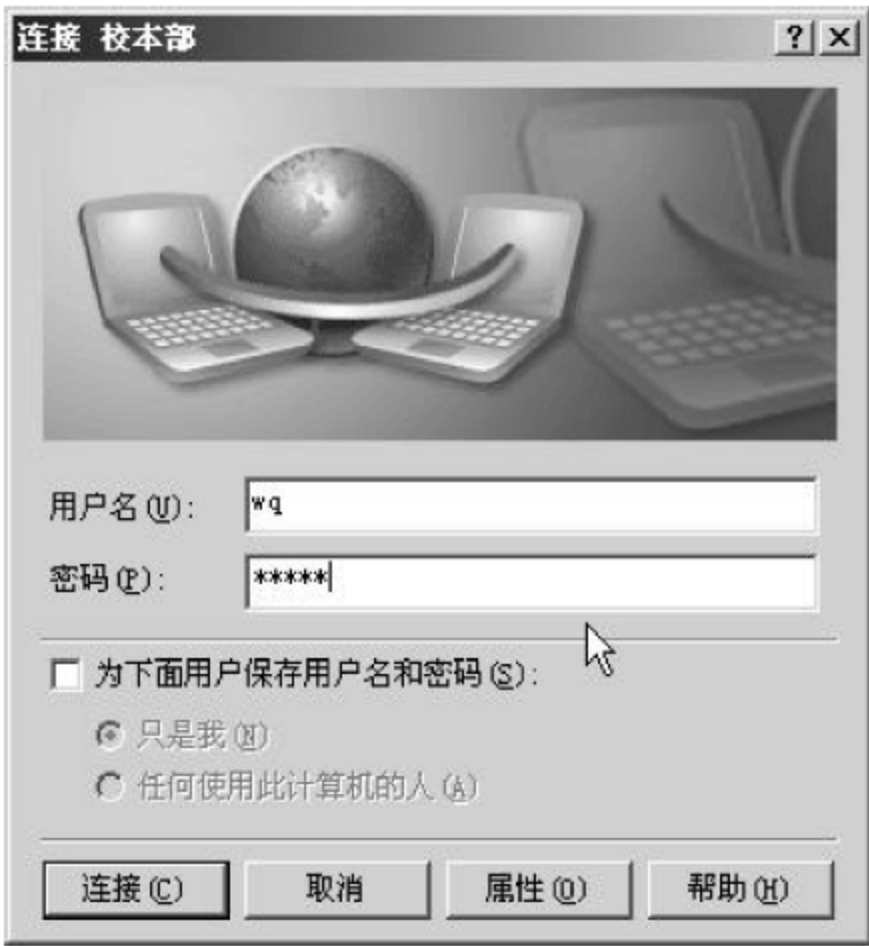 连接 校本部
用户名(U):
wq
密码(P):
*****
为下面用户保存用户名和密码(S):
只是我(N)
任何使用此计算机的人(A)
连接(C) 取消 属性(O) 帮助(H)